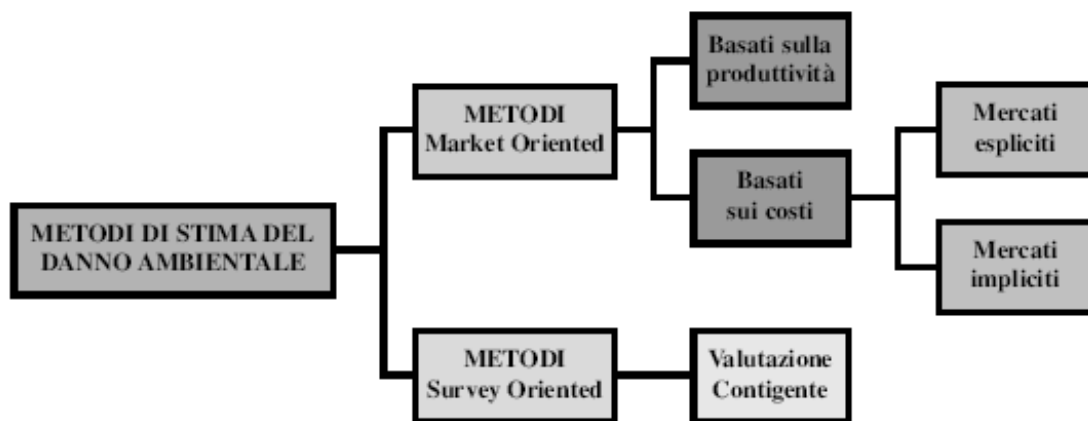 Basati sulla
produttività
METODI
Market Oriented
Mercati
espliciti
Basati
sui costi
METODI DI STIMA DEL
DANNO AMBIENTALE
Mercati
impliciti
METODI
Survey Oriented
Valutazione
Contigente